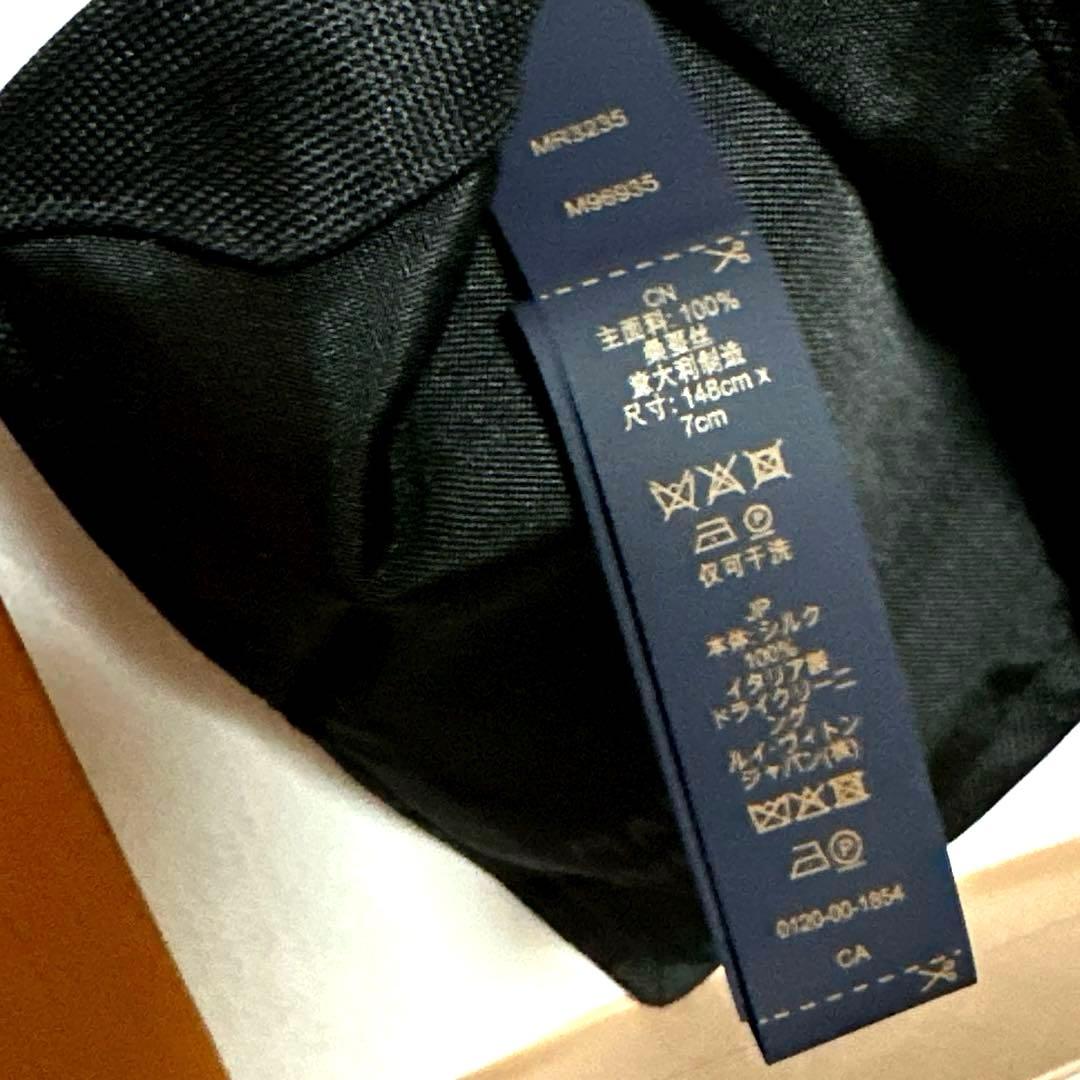 MR3235
M96935
CN
主面料: 100%
桑蚕丝
意大利制造
尺寸: 148cm x
7cm
P
仅可干洗
JP
本体: シルク
100%
イタリア製
ドライクリーニ
ング
ルイ・ヴィトン
ジャパン(株)
P
0120-00-1854
CA